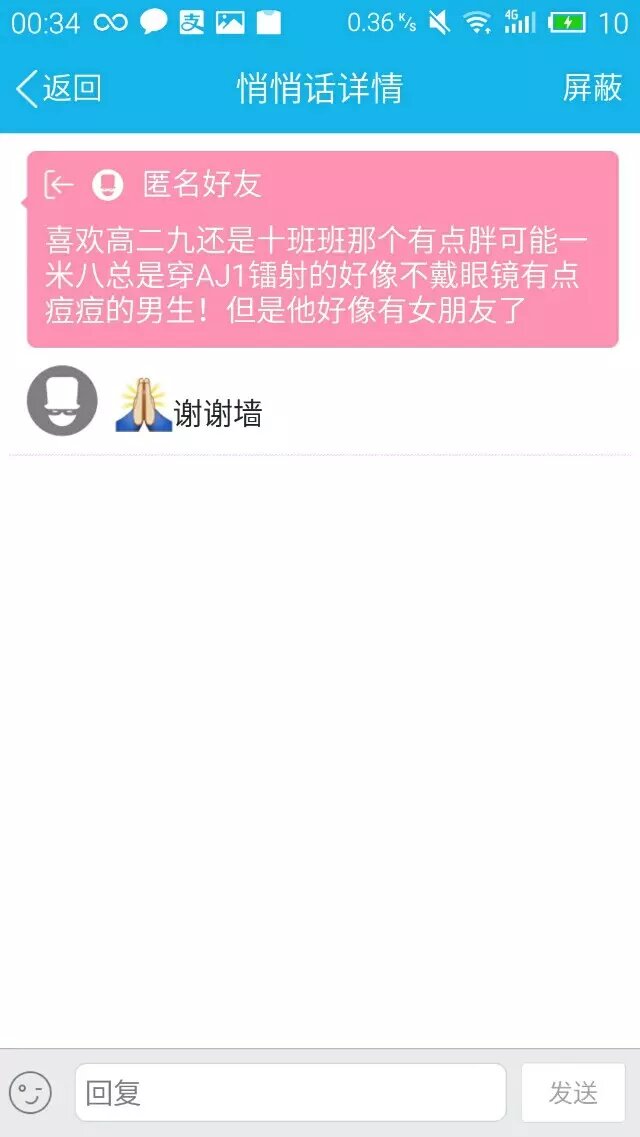 00:34 0.36 K/s 4G 10
返回 悄悄话详情 屏蔽
匿名好友
喜欢高二九还是十班班那个有点胖可能一
米八总是穿AJ1镭射的好像不戴眼镜有点
痘痘的男生！但是他好像有女朋友了
🙏谢谢墙
回复 发送